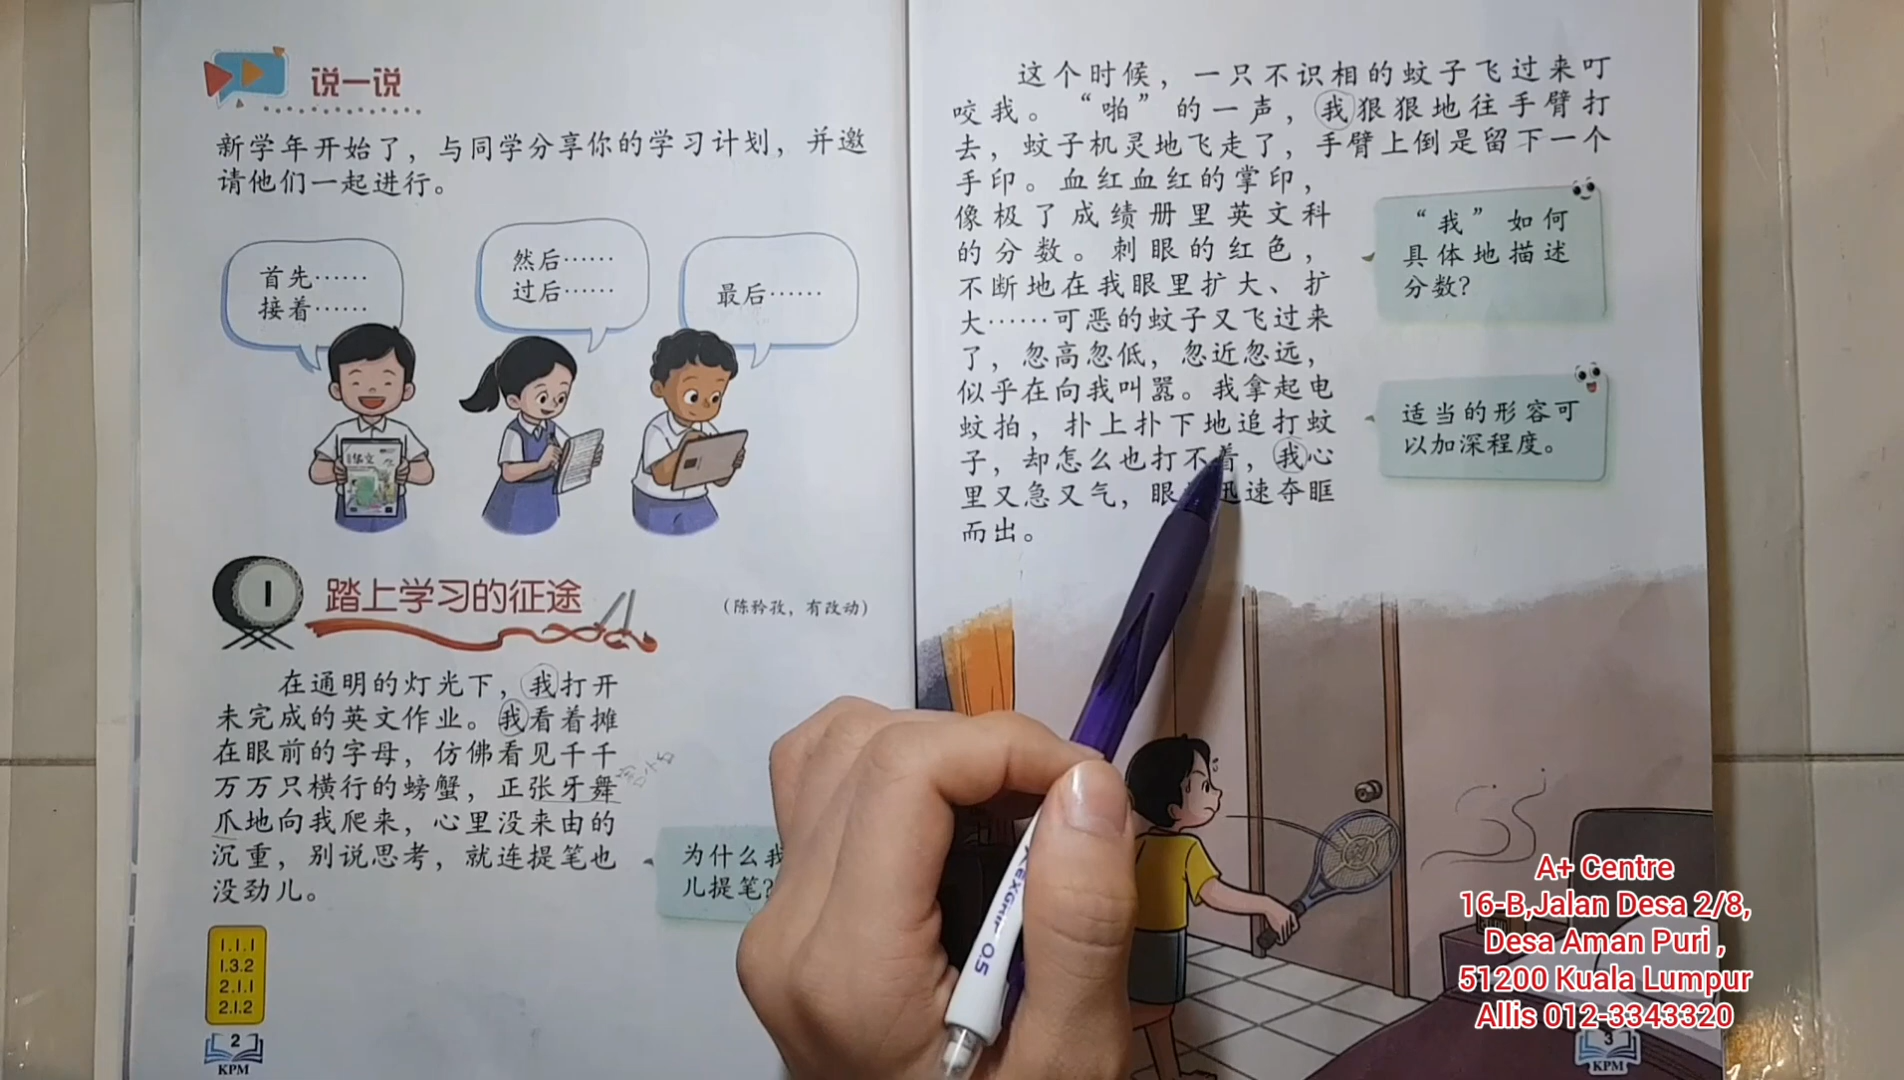 说一说
新学年开始了，与同学分享你的学习计划，并邀
请他们一起进行。
首先……
接着……
然后……
过后……
最后……
华文
1
踏上学习的征途
（陈矜孜，有改动）
在通明的灯光下，我打开
未完成的英文作业。我看着摊
在眼前的字母，仿佛看见千千
万万只横行的螃蟹，正张牙舞
爪地向我爬来，心里没来由的
沉重，别说思考，就连提笔也
没劲儿。
为什么我
儿提笔？
1.1.1
1.3.2
2.1.1
2.1.2
2
KPM
这个时候，一只不识相的蚊子飞过来叮
咬我。“啪”的一声，我狠狠地往手臂打
去，蚊子机灵地飞走了，手臂上倒是留下一个
手印。血红血红的掌印，
像极了成绩册里英文科
的分数。刺眼的红色，
不断地在我眼里扩大、扩
大……可恶的蚊子又飞过来
了，忽高忽低，忽近忽远，
似乎在向我叫嚣。我拿起电
蚊拍，扑上扑下地追打蚊
子，却怎么也打不着，我心
里又急又气，眼 迅速夺眶
而出。
“我”如何
具体地描述
分数？
适当的形容可
以加深程度。
0.5
A+ Centre
16-B,Jalan Desa 2/8,
Desa Aman Puri ,
51200 Kuala Lumpur
Allis 012-3343320
3
KPM